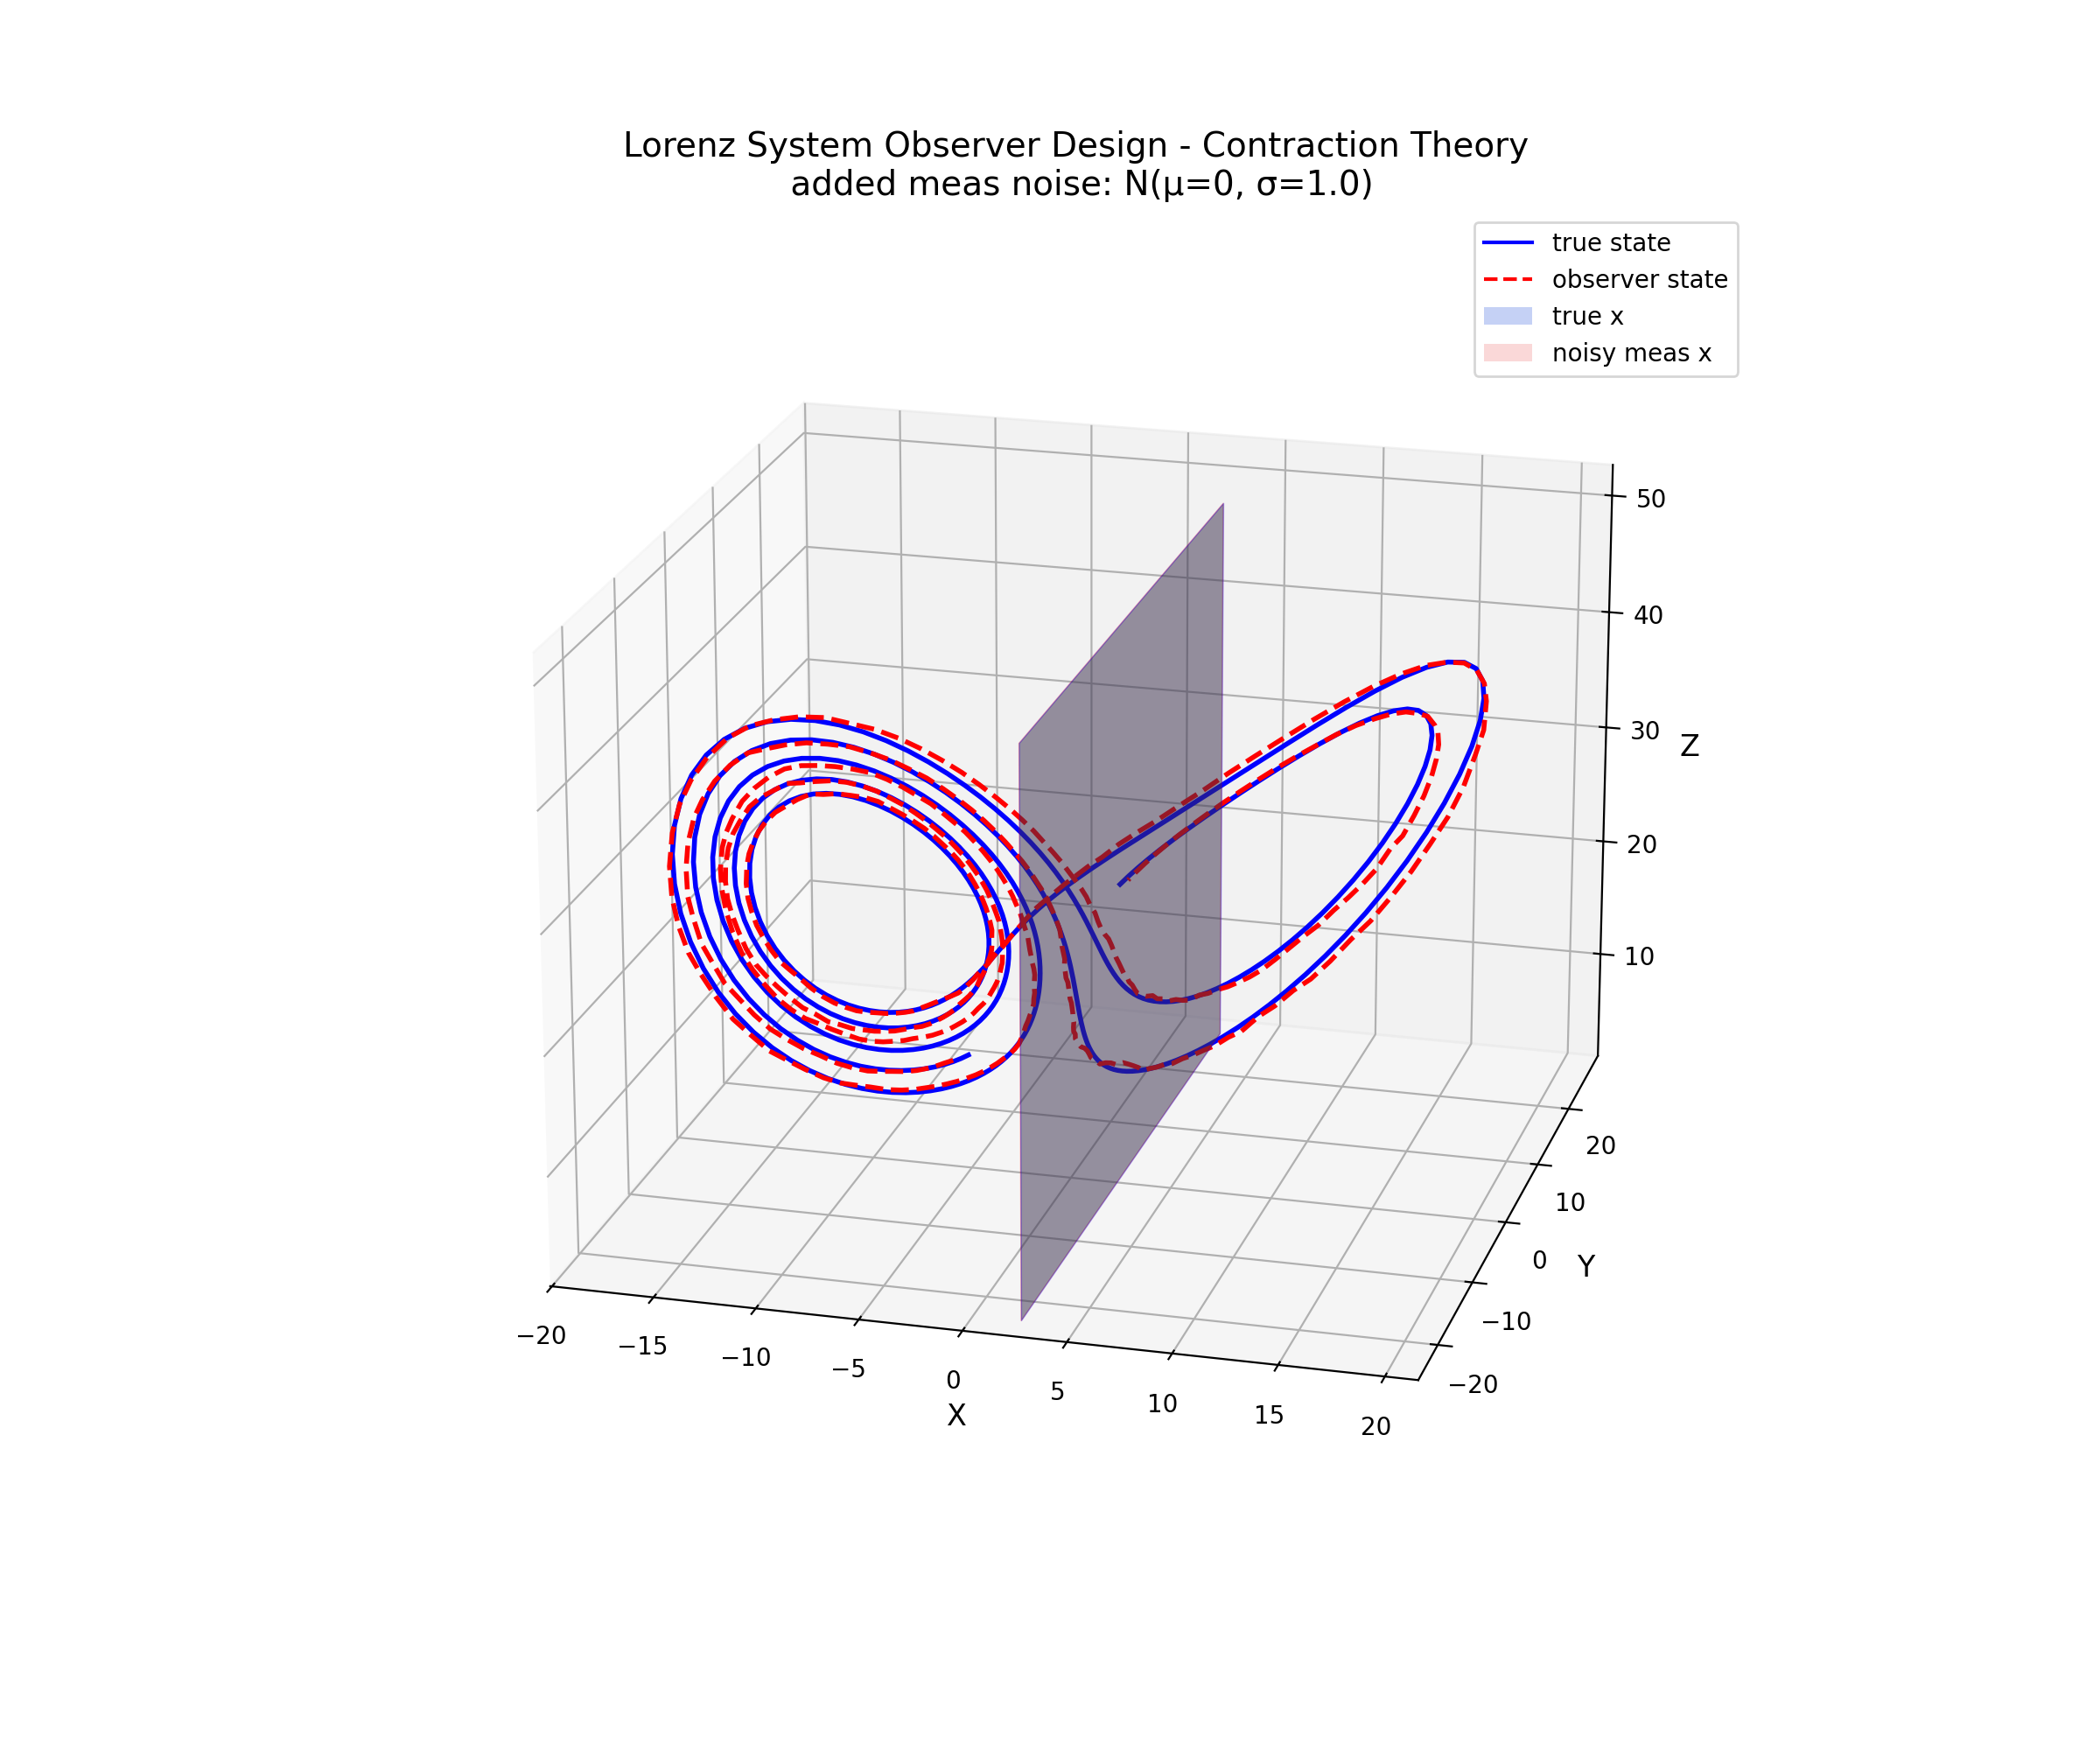 Lorenz System Observer Design - Contraction Theory
added meas noise: N(μ=0, σ=1.0)
true state
observer state
true x
noisy meas x
50
40
30
Z
20
10
20
10
0
Y
−10
−20
−20
−15
−10
−5
0
5
10
15
20
X